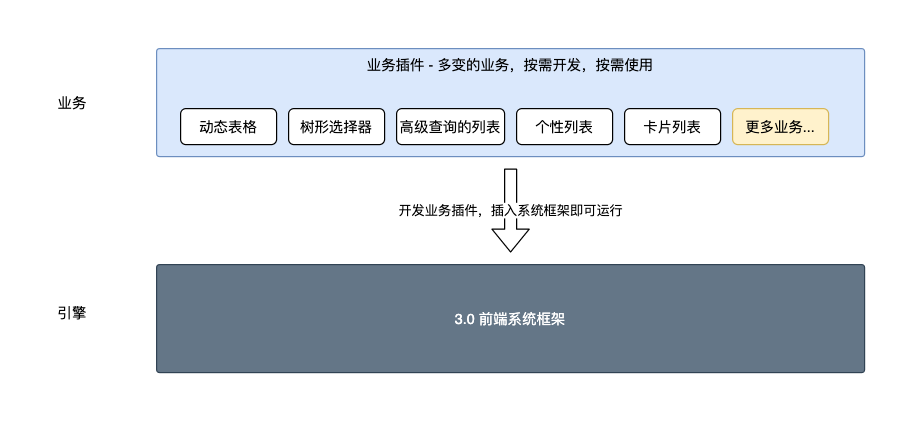 业务插件 - 多变的业务，按需开发，按需使用
业务
动态表格
树形选择器
高级查询的列表
个性列表
卡片列表
更多业务...
开发业务插件，插入系统框架即可运行
引擎
3.0 前端系统框架